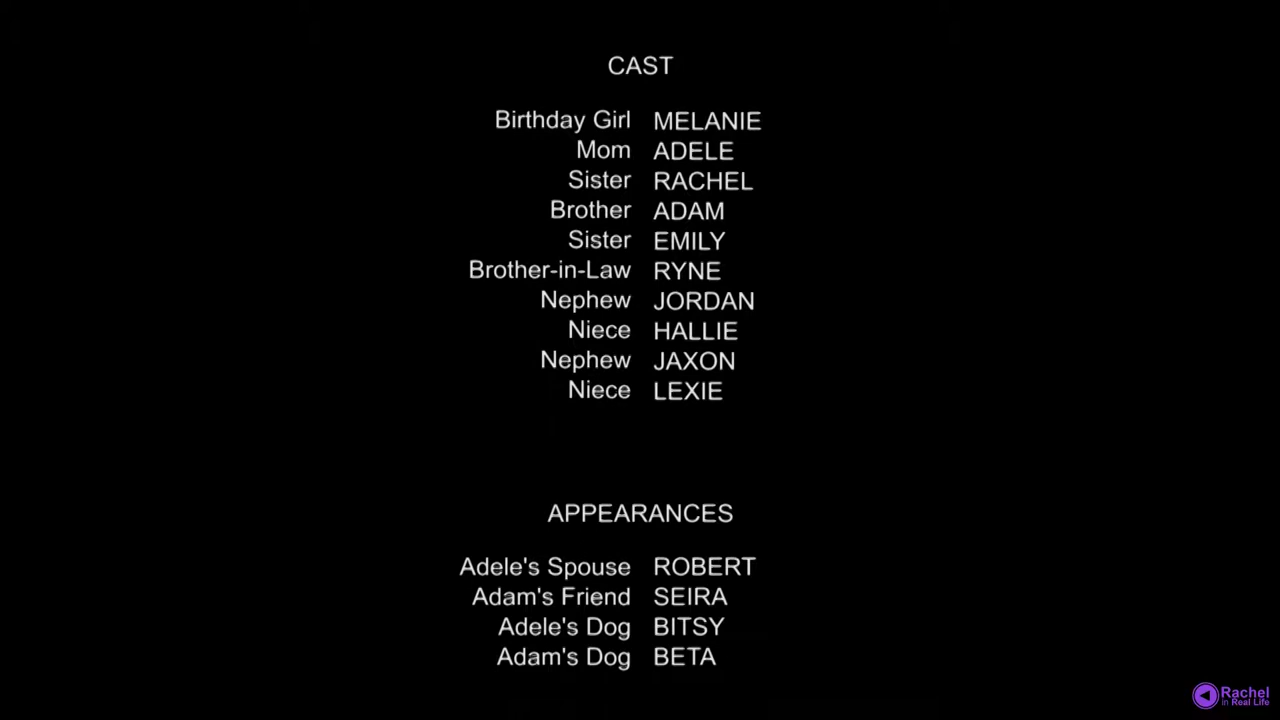 CAST
Birthday Girl MELANIE
Mom ADELE
Sister RACHEL
Brother ADAM
Sister EMILY
Brother-in-Law RYNE
Nephew JORDAN
Niece HALLIE
Nephew JAXON
Niece LEXIE
APPEARANCES
Adele's Spouse ROBERT
Adam's Friend SEIRA
Adele's Dog BITSY
Adam's Dog BETA
Rachel
in Real Life